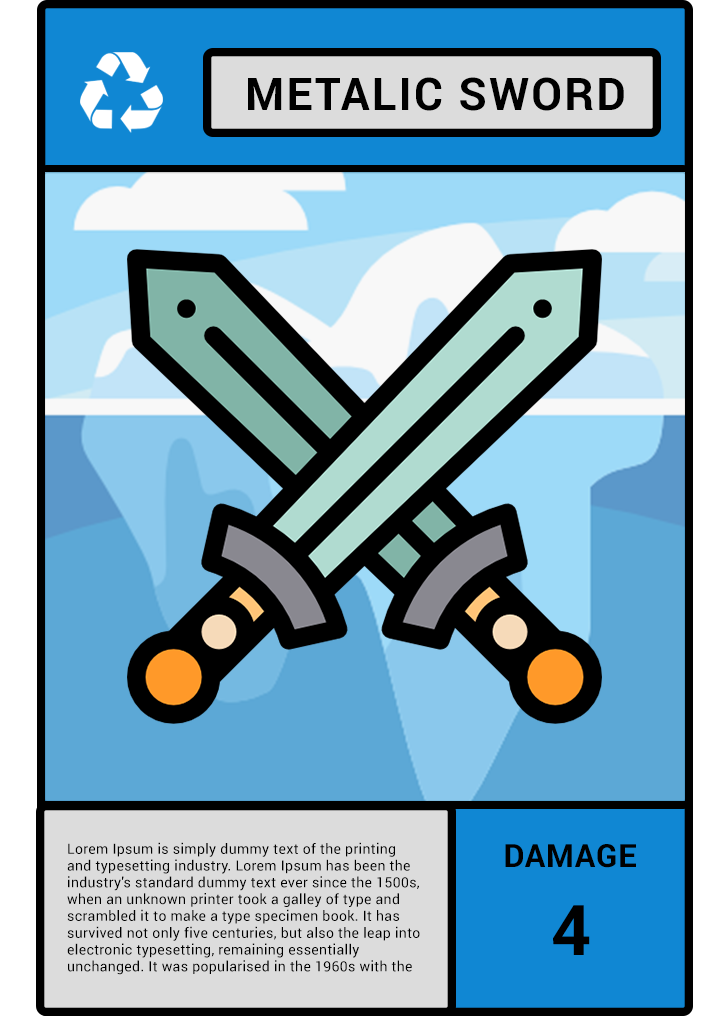 METALIC SWORD
Lorem Ipsum is simply dummy text of the printing
and typesetting industry. Lorem Ipsum has been the
industry's standard dummy text ever since the 1500s,
when an unknown printer took a galley of type and
scrambled it to make a type specimen book. It has
survived not only five centuries, but also the leap into
electronic typesetting, remaining essentially
unchanged. It was popularised in the 1960s with the
DAMAGE
4